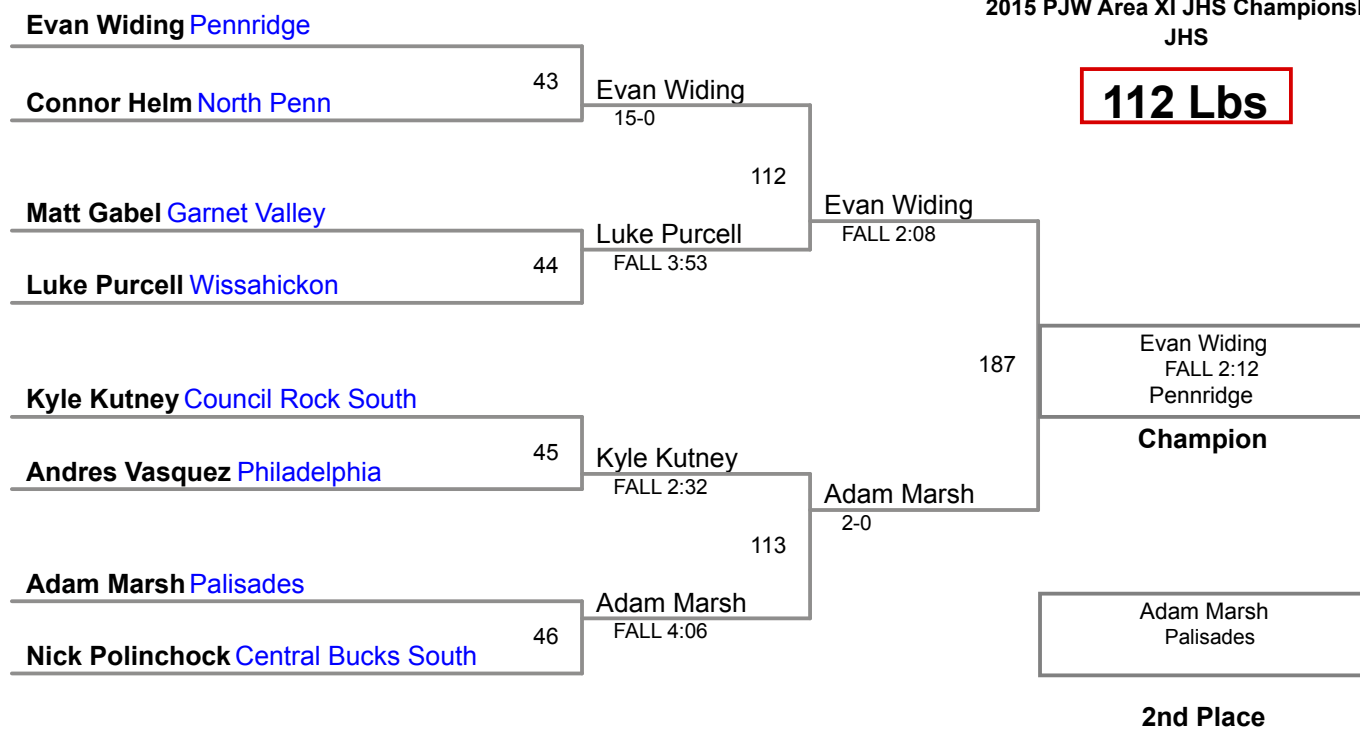 2015 PJW Area XI JHS Championsh
JHS
112 Lbs
Evan Widing Pennridge
43
Connor Helm North Penn
Evan Widing
15-0
112
Matt Gabel Garnet Valley
44
Luke Purcell Wissahickon
Luke Purcell
FALL 3:53
Evan Widing
FALL 2:08
187
Kyle Kutney Council Rock South
45
Andres Vasquez Philadelphia
Kyle Kutney
FALL 2:32
113
Adam Marsh Palisades
46
Nick Polinchock Central Bucks South
Adam Marsh
FALL 4:06
Adam Marsh
2-0
Evan Widing
FALL 2:12
Pennridge
Champion
Adam Marsh
Palisades
2nd Place